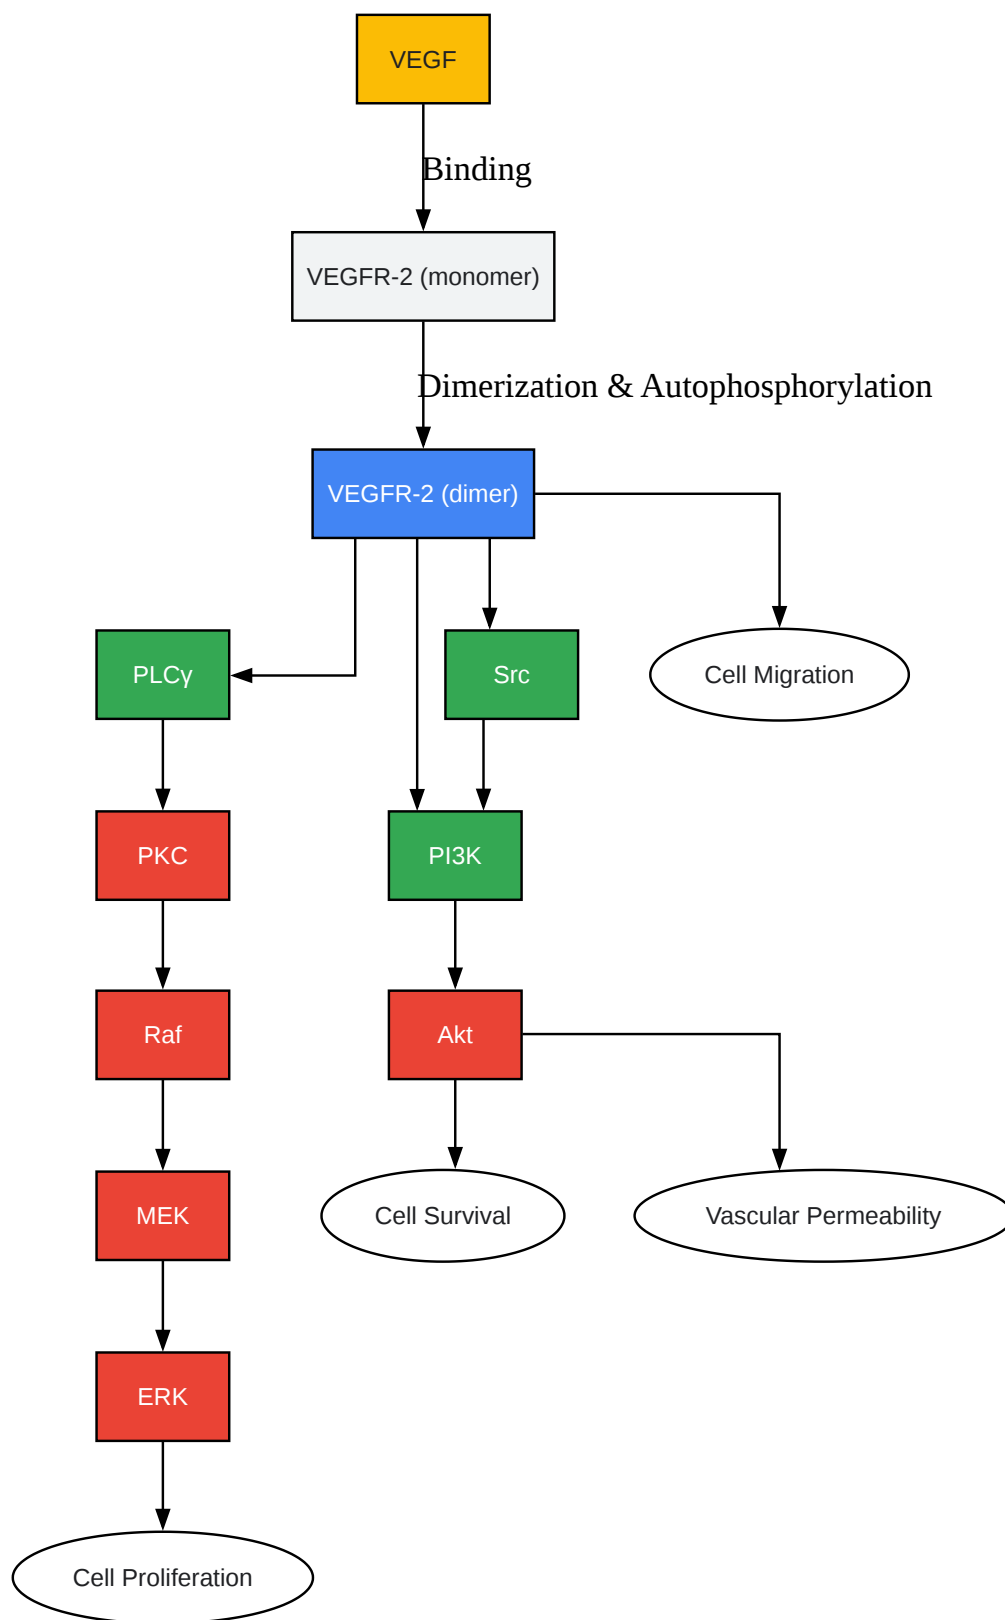 VEGF
Binding
VEGFR-2 (monomer)
Dimerization & Autophosphorylation
VEGFR-2 (dimer)
PLCγ
Src
Cell Migration
PKC
PI3K
Raf
Akt
MEK
Cell Survival
Vascular Permeability
ERK
Cell Proliferation